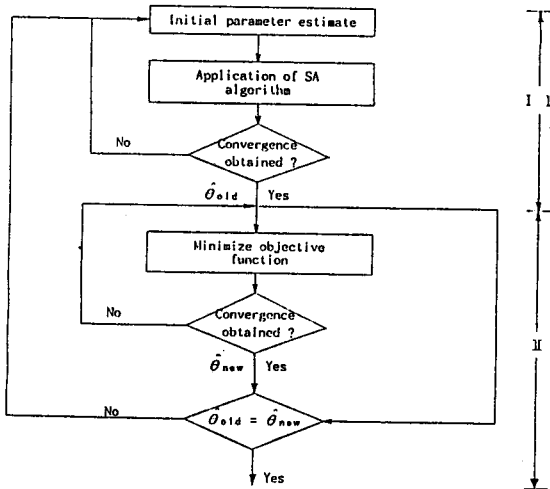 Initial parameter estimate
Application of SA
algorithm
I
No
Convergence
obtained ?
θ̂old
Yes
Minimize objective
function
No
Convergence
obtained ?
II
θ̂new
Yes
No
θ̂old = θ̂new
Yes